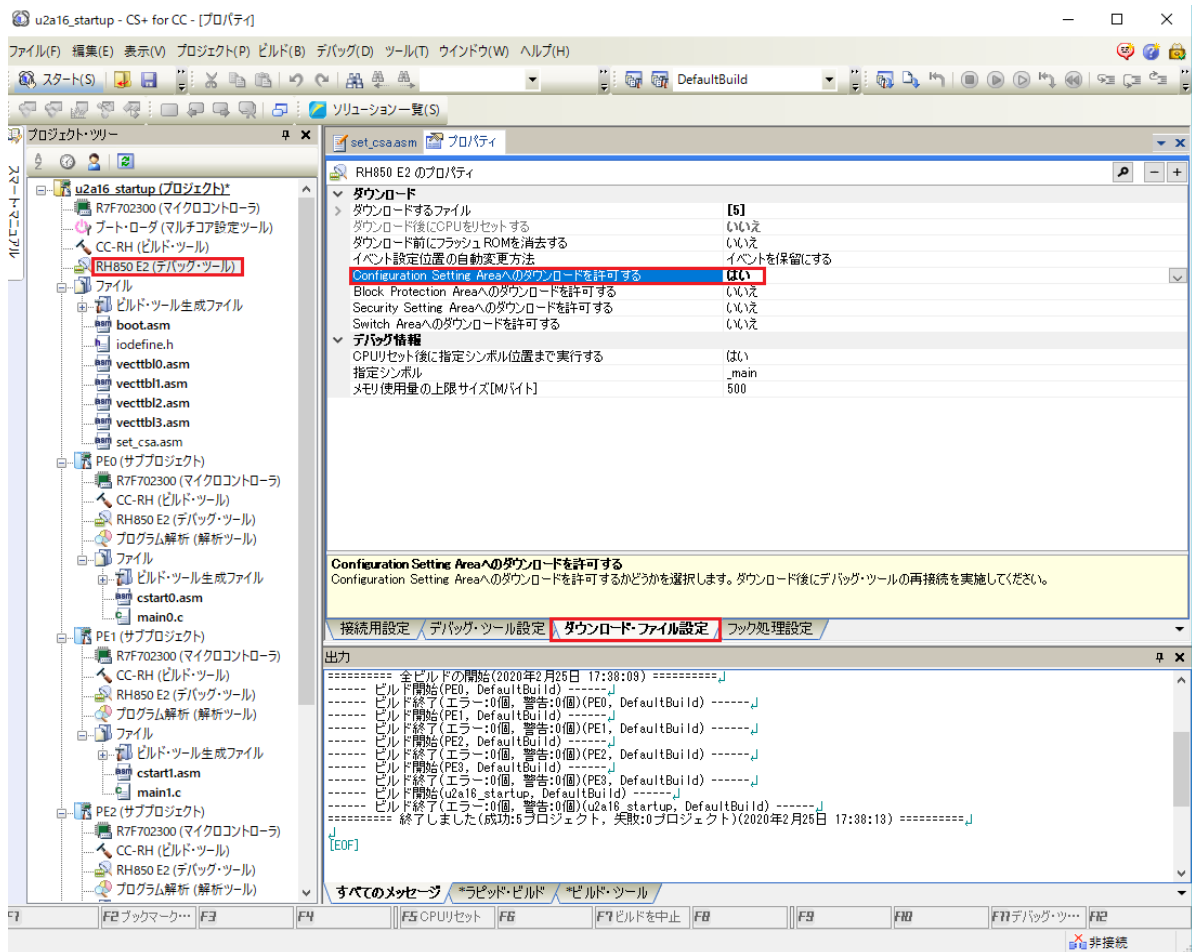 u2a16_startup - CS+ for CC - [プロパティ]
ファイル(F) 編集(E) 表示(V) プロジェクト(P) ビルド(B) デバッグ(D) ツール(T) ウインドウ(W) ヘルプ(H)
スタート(S) DefaultBuild
ソリューション一覧(S)
スマート・マニュアル
プロジェクト・ツリー
u2a16_startup (プロジェクト)*
R7F702300 (マイクロコントローラ)
ブート・ローダ (マルチコア設定ツール)
CC-RH (ビルド・ツール)
RH850 E2 (デバッグ・ツール)
ファイル
ビルド・ツール生成ファイル
boot.asm
iodefine.h
vecttbl0.asm
vecttbl1.asm
vecttbl2.asm
vecttbl3.asm
set_csa.asm
PE0 (サブプロジェクト)
R7F702300 (マイクロコントローラ)
CC-RH (ビルド・ツール)
RH850 E2 (デバッグ・ツール)
プログラム解析 (解析ツール)
ファイル
ビルド・ツール生成ファイル
cstart0.asm
main0.c
PE1 (サブプロジェクト)
R7F702300 (マイクロコントローラ)
CC-RH (ビルド・ツール)
RH850 E2 (デバッグ・ツール)
プログラム解析 (解析ツール)
ファイル
ビルド・ツール生成ファイル
cstart1.asm
main1.c
PE2 (サブプロジェクト)
R7F702300 (マイクロコントローラ)
CC-RH (ビルド・ツール)
RH850 E2 (デバッグ・ツール)
プログラム解析 (解析ツール)
set_csa.asm プロパティ
RH850 E2 のプロパティ
ダウンロード
ダウンロードするファイル [5]
ダウンロード後にCPUをリセットする いいえ
ダウンロード前にフラッシュROMを消去する いいえ
イベント設定位置の自動変更方法 イベントを保留にする
Configuration Setting Areaへのダウンロードを許可する はい
Block Protection Areaへのダウンロードを許可する いいえ
Security Setting Areaへのダウンロードを許可する いいえ
Switch Areaへのダウンロードを許可する いいえ
デバッグ情報
CPUリセット後に指定シンボル位置まで実行する はい
指定シンボル _main
メモリ使用量の上限サイズ[Mバイト] 500
Configuration Setting Areaへのダウンロードを許可する
Configuration Setting Areaへのダウンロードを許可するかどうかを選択します。ダウンロード後にデバッグ・ツールの再接続を実施してください。
接続用設定 デバッグ・ツール設定 ダウンロード・ファイル設定 フック処理設定
出力
========== 全ビルドの開始(2020年2月25日 17:38:09) ==========
------ ビルド開始(PE0, DefaultBuild) ------
------ ビルド終了(エラー:0個, 警告:0個)(PE0, DefaultBuild) ------
------ ビルド開始(PE1, DefaultBuild) ------
------ ビルド終了(エラー:0個, 警告:0個)(PE1, DefaultBuild) ------
------ ビルド開始(PE2, DefaultBuild) ------
------ ビルド終了(エラー:0個, 警告:0個)(PE2, DefaultBuild) ------
------ ビルド開始(PE3, DefaultBuild) ------
------ ビルド終了(エラー:0個, 警告:0個)(PE3, DefaultBuild) ------
------ ビルド開始(u2a16_startup, DefaultBuild) ------
------ ビルド終了(エラー:0個, 警告:0個)(u2a16_startup, DefaultBuild) ------
========== 終了しました(成功:5プロジェクト, 失敗:0プロジェクト)(2020年2月25日 17:38:13) ==========
[EOF]
すべてのメッセージ *ラピッド・ビルド *ビルド・ツール
F1 F2 ブックマーク… F3 F4 F5 CPUリセット F6 F7 ビルドを中止 F8 F9 F10 F11 デバッグ・ツ… F12
非接続